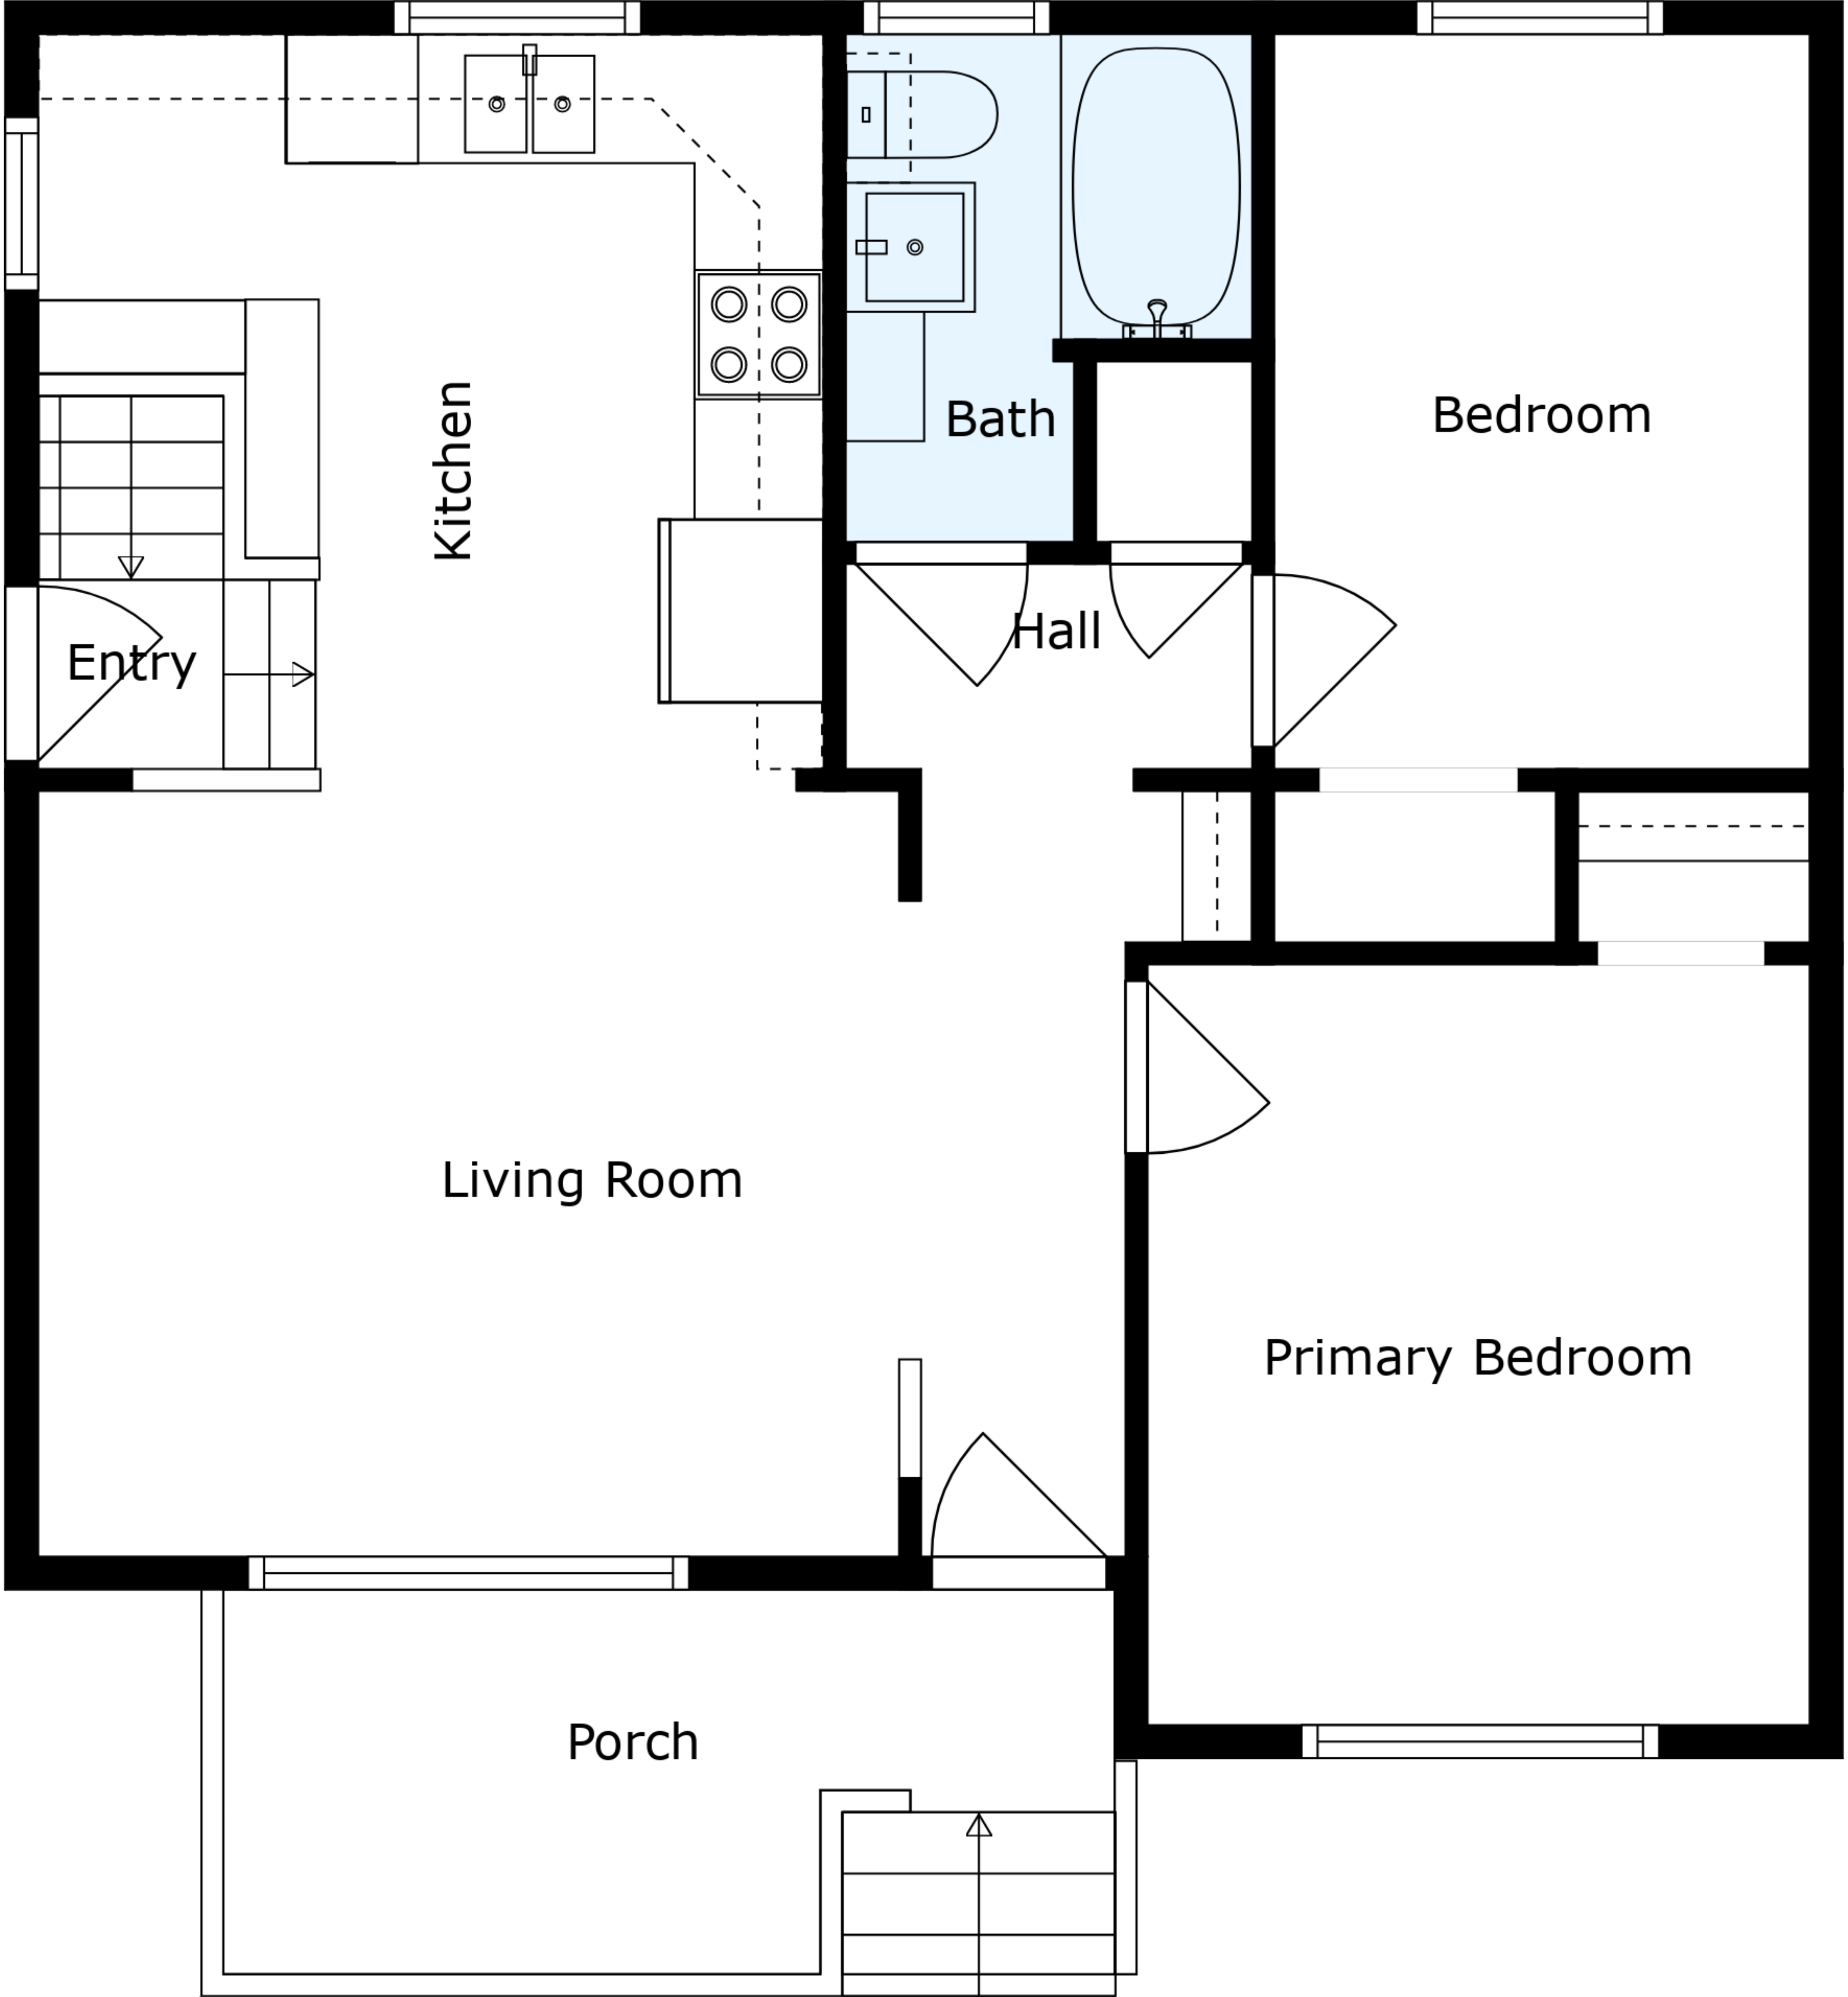 Kitchen
Bath
Bedroom
Hall
Entry
Living Room
Primary Bedroom
Porch